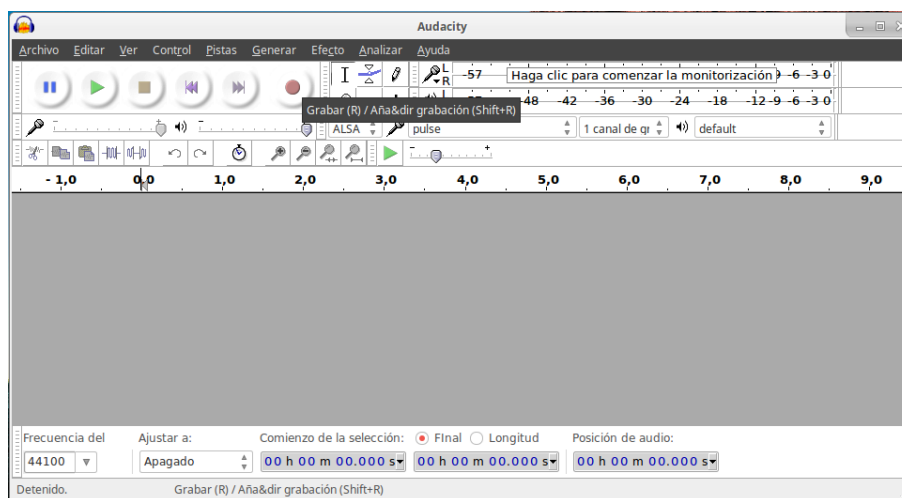 Audacity
Archivo Editar Ver Control Pistas Generar Efecto Analizar Ayuda
L
R
-57 Haga clic para comenzar la monitorización -6 -3 0
Grabar (R) / Aña&dir grabación (Shift+R)
-48 -42 -36 -30 -24 -18 -12 -9 -6 -3 0
ALSA pulse 1 canal de gr default
- 1,0 0,0 1,0 2,0 3,0 4,0 5,0 6,0 7,0 8,0 9,0
Frecuencia del Ajustar a: Comienzo de la selección: FInal Longitud Posición de audio:
44100 Apagado 00 h 00 m 00.000 s 00 h 00 m 00.000 s 00 h 00 m 00.000 s
Detenido. Grabar (R) / Aña&dir grabación (Shift+R)